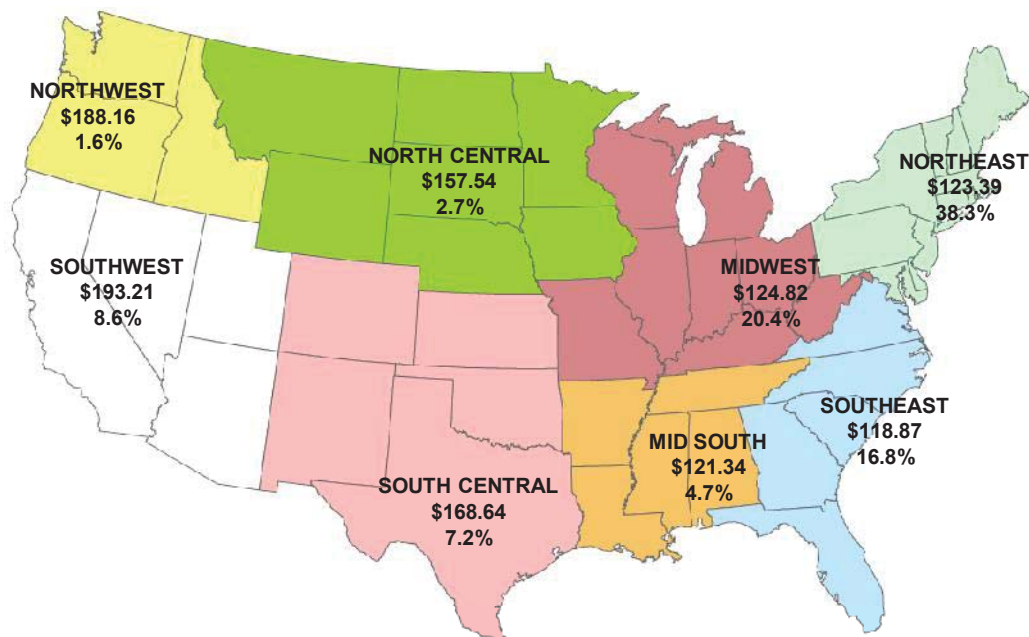 NORTHWEST
$188.16
1.6%
NORTH CENTRAL
$157.54
2.7%
NORTHEAST
$123.39
38.3%
SOUTHWEST
$193.21
8.6%
MIDWEST
$124.82
20.4%
SOUTHEAST
$118.87
16.8%
MID SOUTH
$121.34
4.7%
SOUTH CENTRAL
$168.64
7.2%